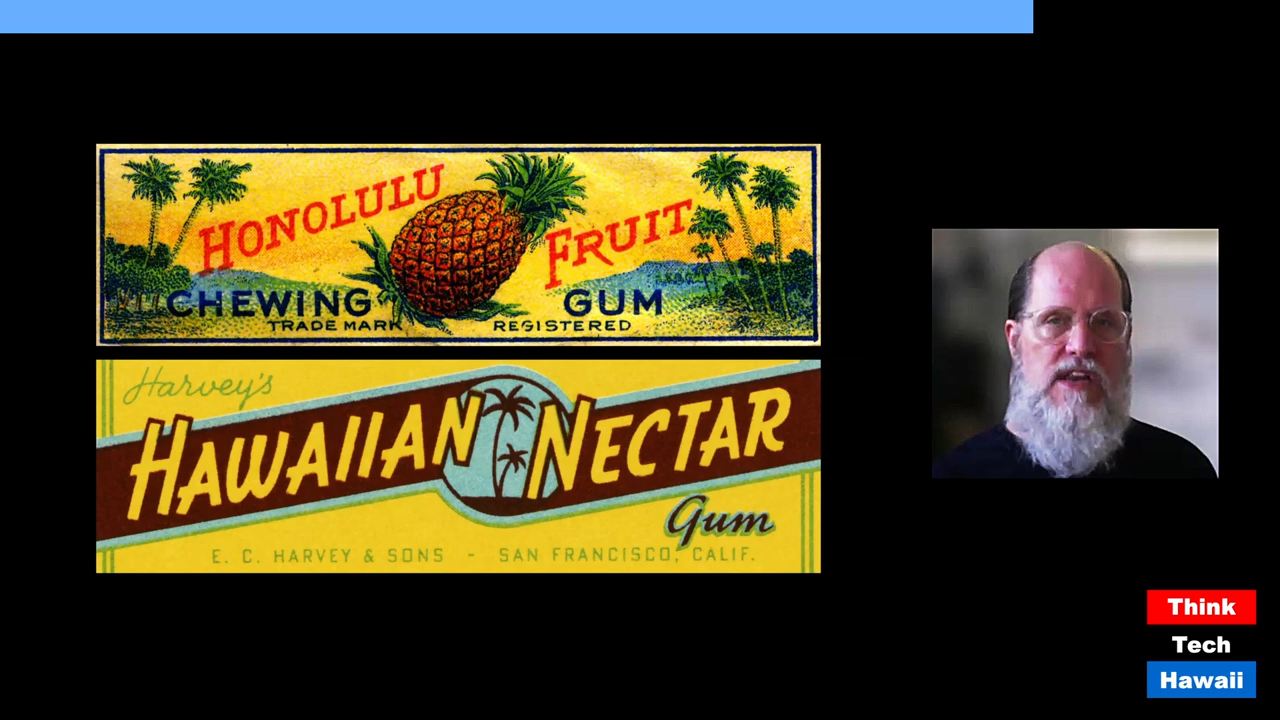 HONOLULU
FRUIT
CHEWING GUM
TRADE MARK REGISTERED
Harvey's
HAWAIIAN NECTAR
Gum
E. C. HARVEY & SONS - SAN FRANCISCO, CALIF.
Think
Tech
Hawaii